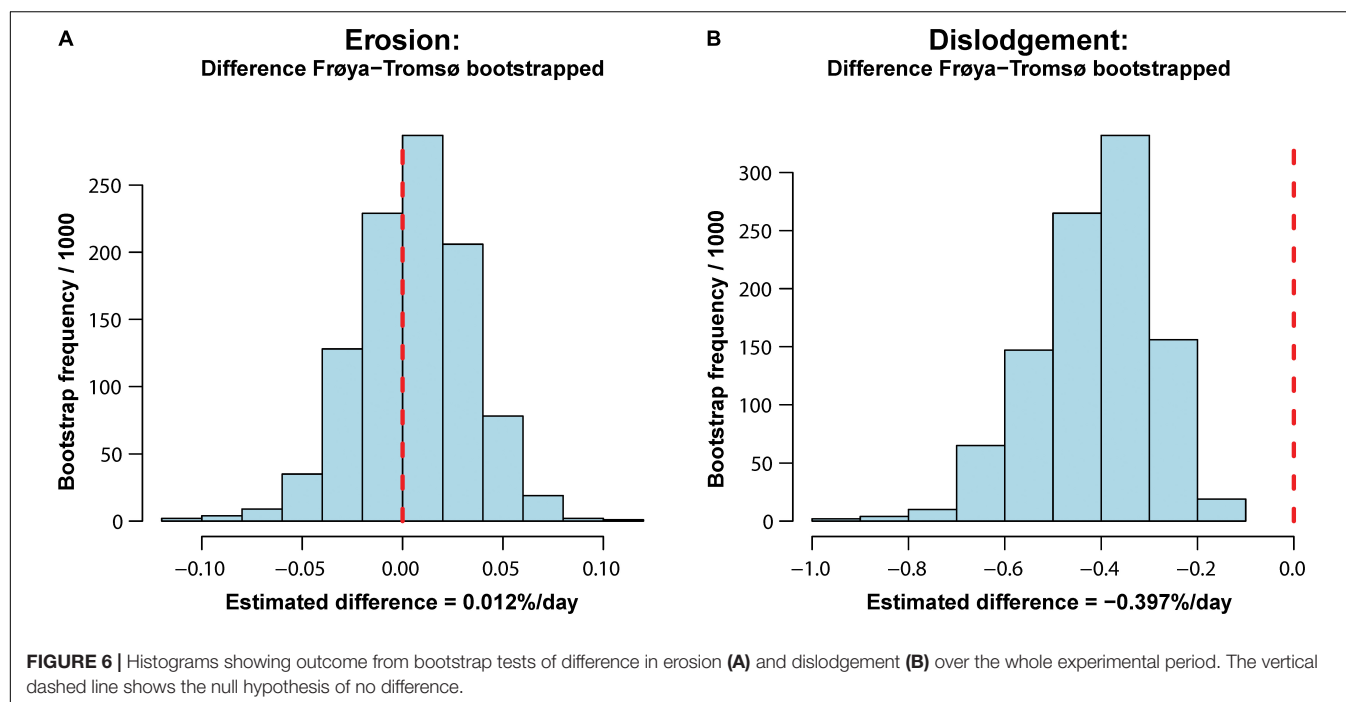 A
Erosion:
Difference Frøya−Tromsø bootstrapped
Bootstrap frequency / 1000
250
200
150
100
50
0
−0.10
−0.05
0.00
0.05
0.10
Estimated difference = 0.012%/day
B
Dislodgement:
Difference Frøya−Tromsø bootstrapped
Bootstrap frequency / 1000
300
250
200
150
100
50
0
−1.0
−0.8
−0.6
−0.4
−0.2
0.0
Estimated difference = −0.397%/day
FIGURE 6 | Histograms showing outcome from bootstrap tests of difference in erosion (A) and dislodgement (B) over the whole experimental period. The vertical
dashed line shows the null hypothesis of no difference.